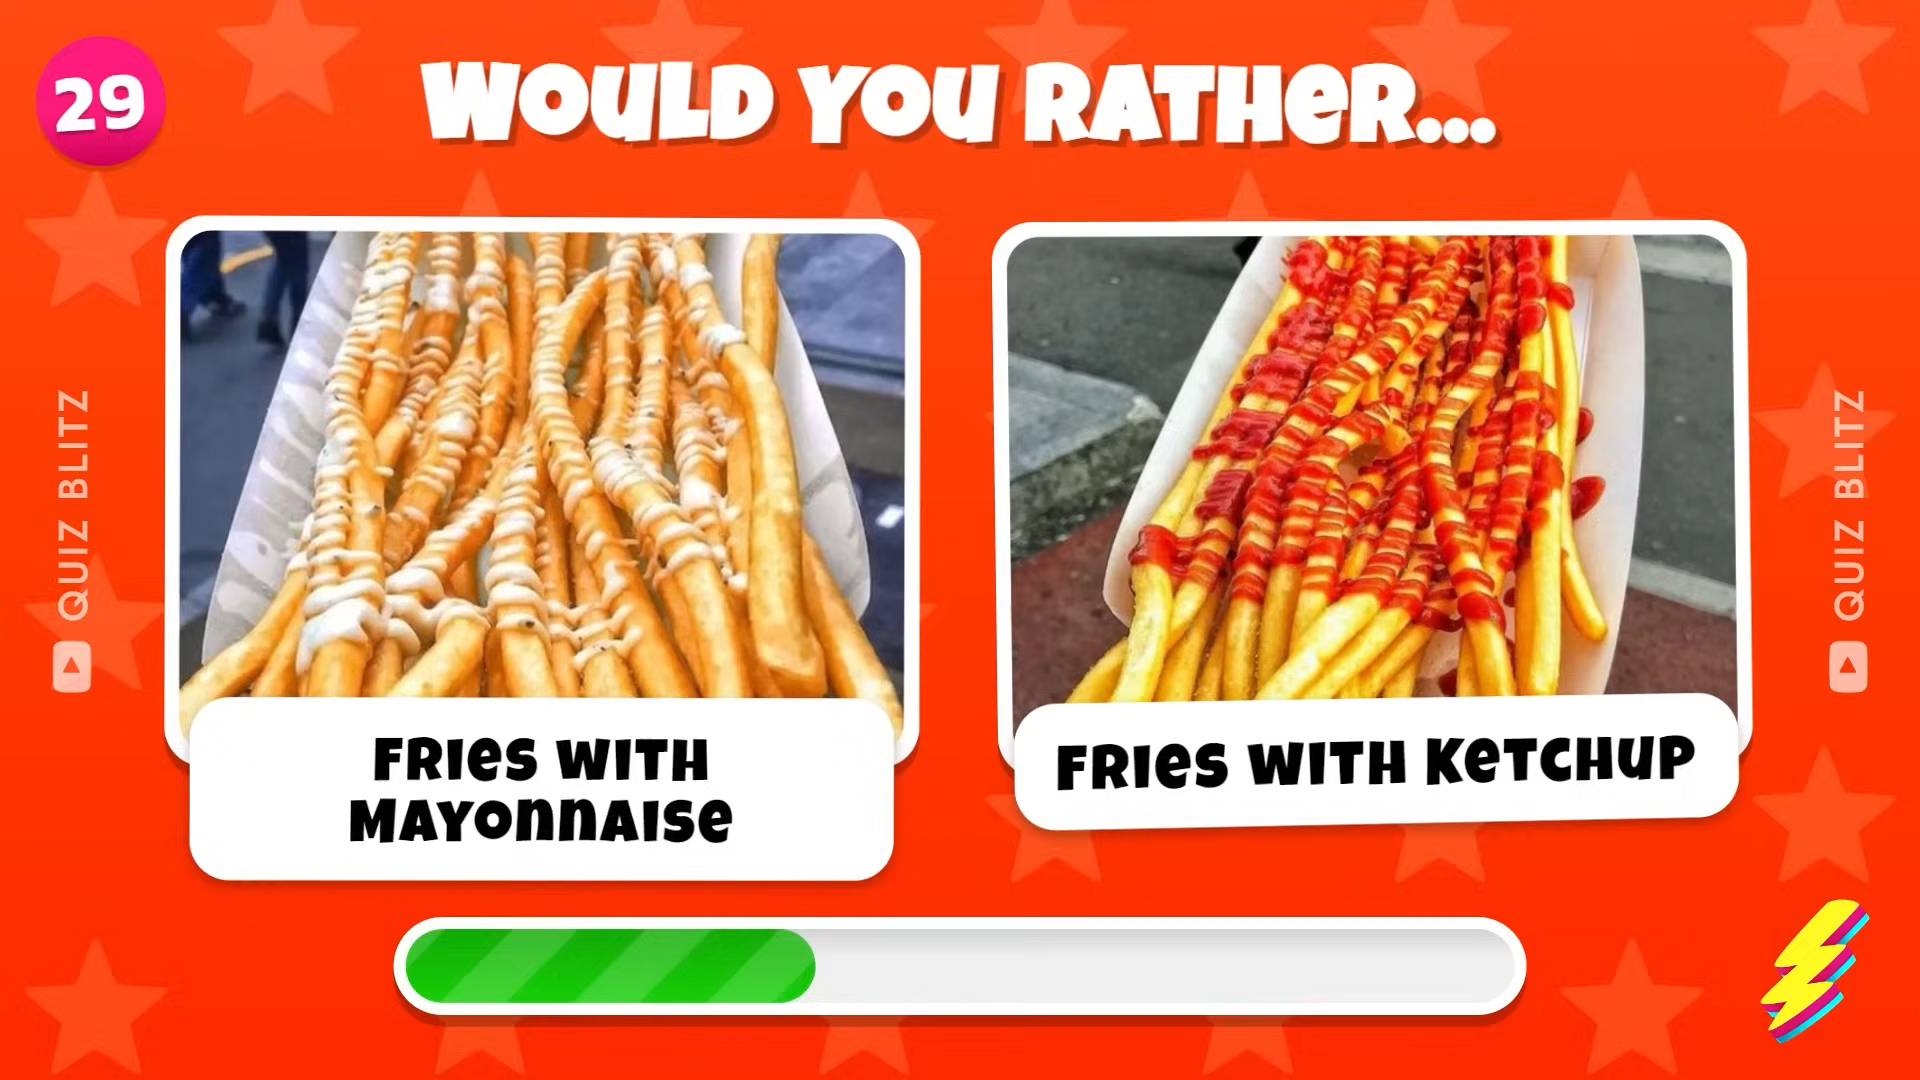 29
WOULD YOU RATHER...
FRIES WITH
MAYONNAISE
FRIES WITH KETCHUP
QUIZ BLITZ
QUIZ BLITZ